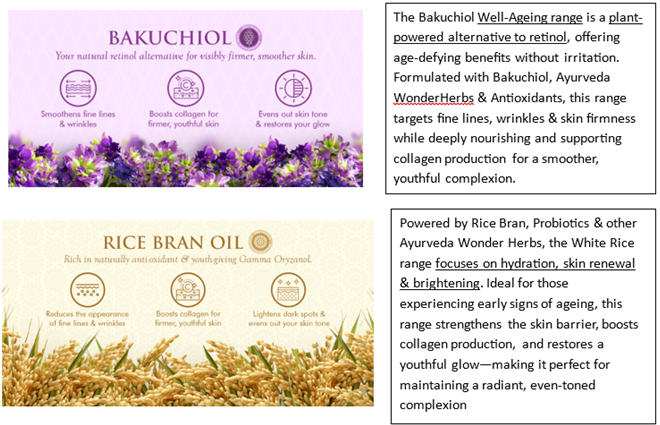 BAKUCHIOL
Your natural retinol alternative for visibly firmer, smoother skin.
Smoothens fine lines
& wrinkles
Boosts collagen for
firmer, youthful skin
Evens out skin tone
& restores your glow
The Bakuchiol Well-Ageing range is a plant-
powered alternative to retinol, offering
age-defying benefits without irritation.
Formulated with Bakuchiol, Ayurveda
WonderHerbs & Antioxidants, this range
targets fine lines, wrinkles & skin firmness
while deeply nourishing and supporting
collagen production for a smoother,
youthful complexion.
RICE BRAN OIL
Rich in naturally anti-oxidant & youth-giving Gamma Oryzanol.
Reduces the appearance
of fine lines & wrinkles
Boosts collagen for
firmer, youthful skin
Lightens dark spots &
evens out your skin tone
Powered by Rice Bran, Probiotics & other
Ayurveda Wonder Herbs, the White Rice
range focuses on hydration, skin renewal
& brightening. Ideal for those
experiencing early signs of ageing, this
range strengthens the skin barrier, boosts
collagen production, and restores a
youthful glow—making it perfect for
maintaining a radiant, even-toned
complexion